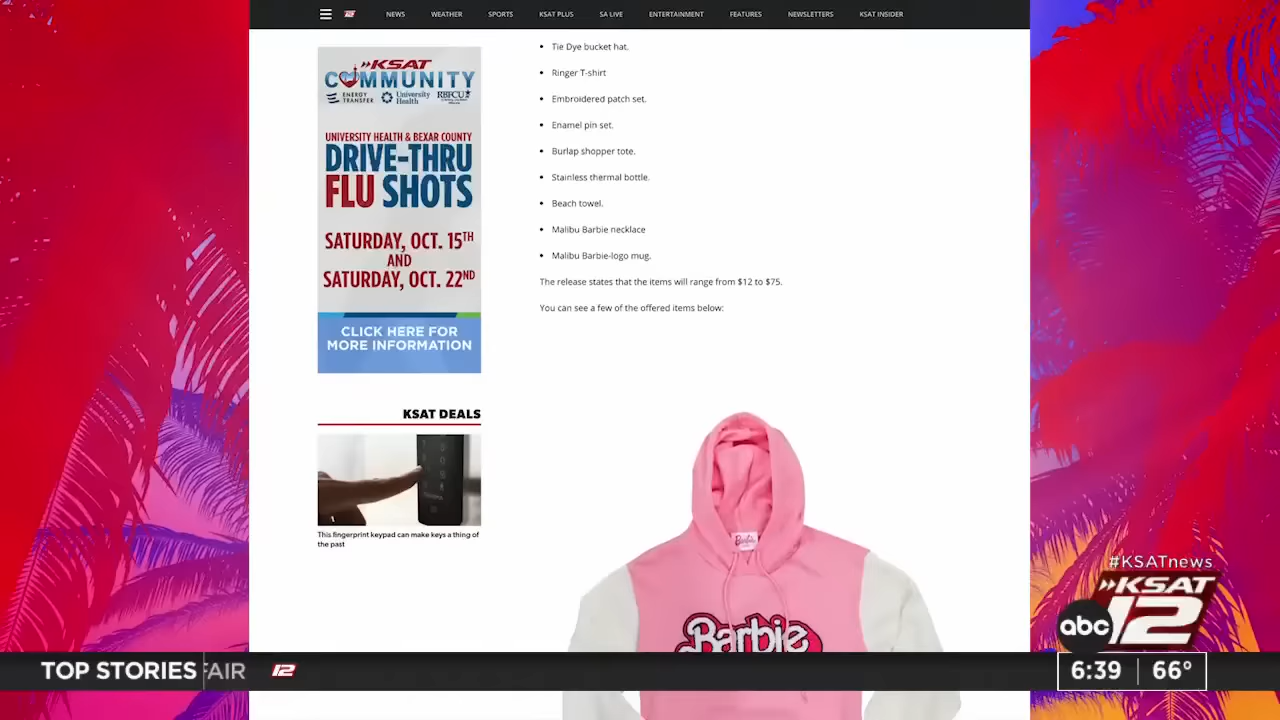 12
NEWS
WEATHER
SPORTS
KSAT PLUS
SA LIVE
ENTERTAINMENT
FEATURES
NEWSLETTERS
KSAT INSIDER
KSAT
COMMUNITY
ENERGY TRANSFER
University Health
RBFCU
UNIVERSITY HEALTH & BEXAR COUNTY
DRIVE-THRU
FLU SHOTS
SATURDAY, OCT. 15TH
AND
SATURDAY, OCT. 22ND
CLICK HERE FOR
MORE INFORMATION
KSAT DEALS
This fingerprint keypad can make keys a thing of
the past
• Tie Dye bucket hat.
• Ringer T-shirt
• Embroidered patch set.
• Enamel pin set.
• Burlap shopper tote.
• Stainless thermal bottle.
• Beach towel.
• Malibu Barbie necklace
• Malibu Barbie-logo mug.
The release states that the items will range from $12 to $75.
You can see a few of the offered items below:
Barbie
Barbie
#KSATnews
KSAT
abc 12
TOP STORIES FAIR 12
6:39 66°